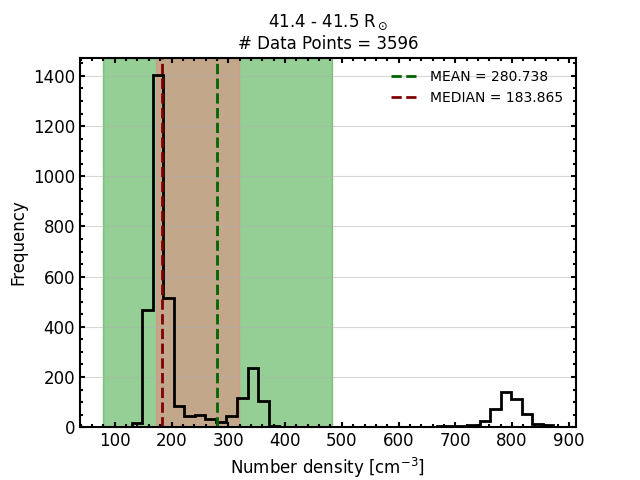 41.4 - 41.5 R⊙
# Data Points = 3596
MEAN = 280.738
MEDIAN = 183.865
Frequency
1400
1200
1000
800
600
400
200
0
100 200 300 400 500 600 700 800 900
Number density [cm⁻³]